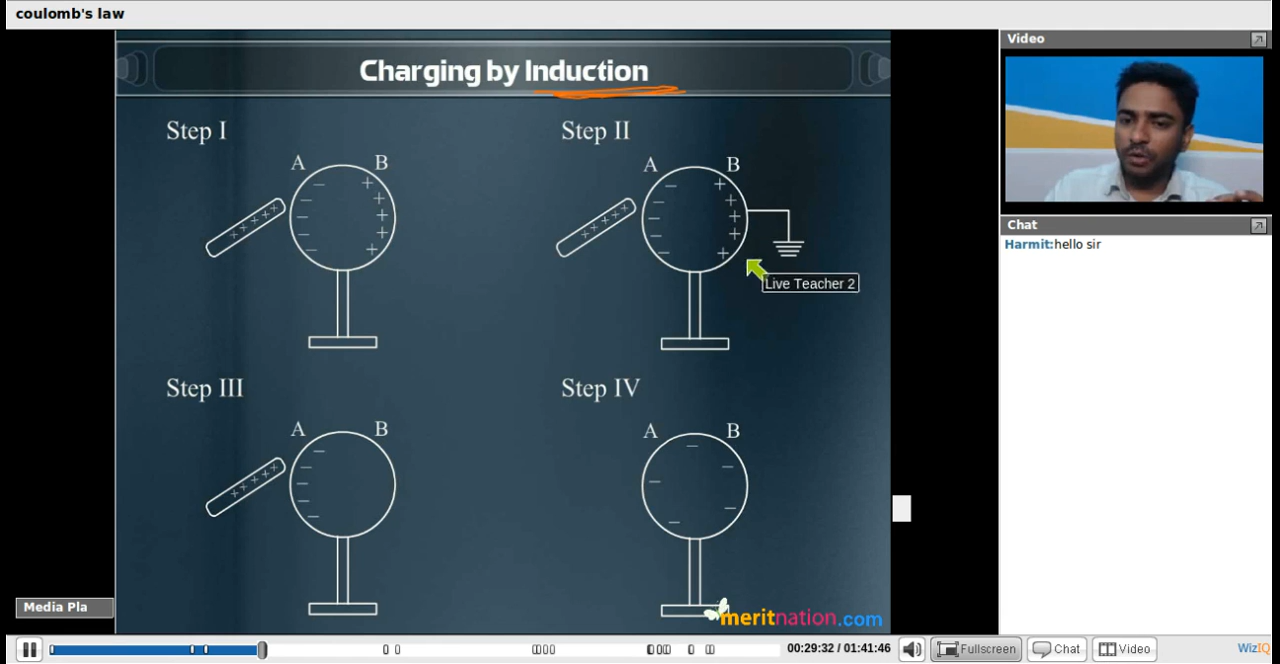 coulomb's law
Charging by Induction
Step I
A B
Step II
A B
Live Teacher 2
Step III
A B
Step IV
A B
meritnation.com
Video
Chat
Harmit:hello sir
Media Pla
00:29:32 / 01:41:46
Fullscreen
Chat
Video
WizIQ